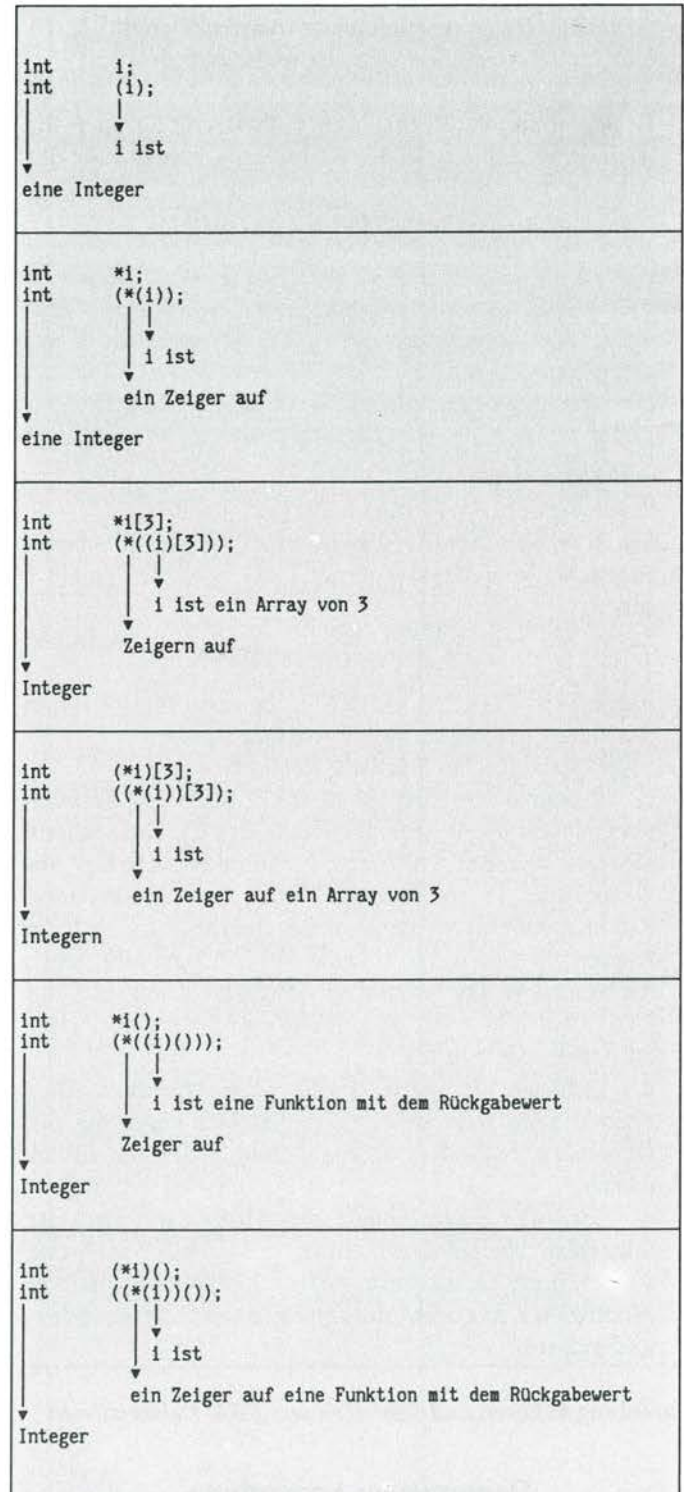 int i;
int (i);
i ist
eine Integer
int *i;
int (*(i));
i ist
ein Zeiger auf
eine Integer
int *i[3];
int (*((i)[3]));
i ist ein Array von 3
Zeigern auf
Integer
int (*i)[3];
int ((*(i))[3]);
i ist
ein Zeiger auf ein Array von 3
Integern
int *i();
int (*((i)()));
i ist eine Funktion mit dem Rückgabewert
Zeiger auf
Integer
int (*i)();
int ((*(i))());
i ist
ein Zeiger auf eine Funktion mit dem Rückgabewert
Integer